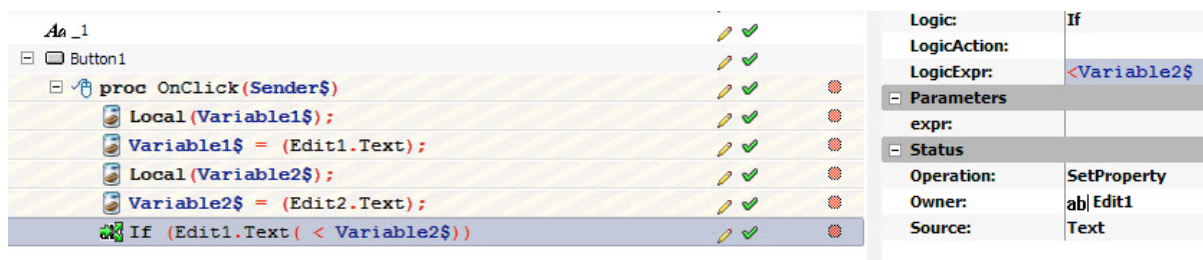 Aa _1
Button1
proc OnClick(Sender$)
Local(Variable1$);
Variable1$ = (Edit1.Text);
Local(Variable2$);
Variable2$ = (Edit2.Text);
If (Edit1.Text( < Variable2$))
Logic: If
LogicAction:
LogicExpr: <Variable2$
Parameters
expr:
Status
Operation: SetProperty
Owner: ab Edit1
Source: Text